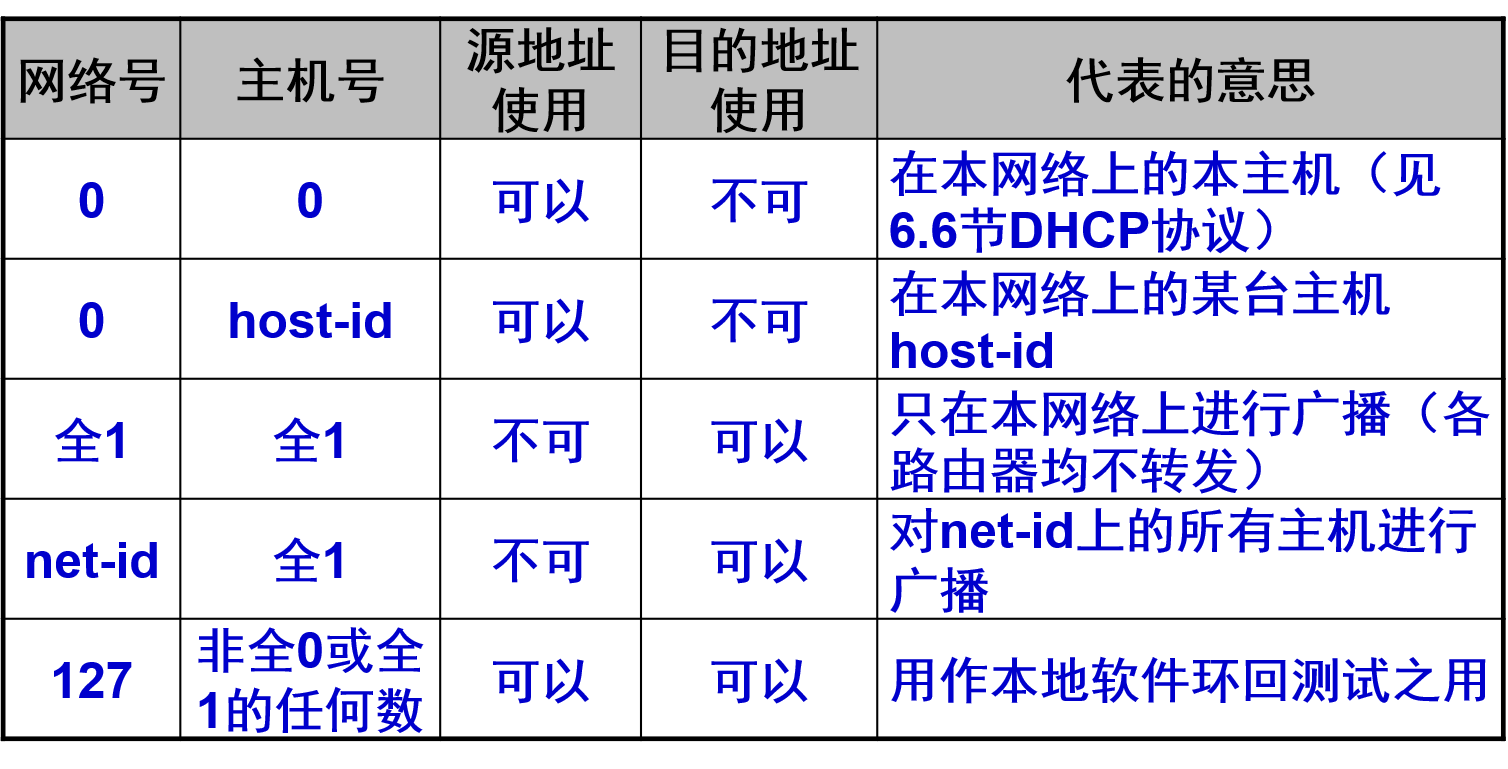 网络号 主机号 源地址使用 目的地址使用 代表的意思
0 0 可以 不可 在本网络上的本主机（见
6.6节DHCP协议）
0 host-id 可以 不可 在本网络上的某台主机
host-id
全1 全1 不可 可以 只在本网络上进行广播（各
路由器均不转发）
net-id 全1 不可 可以 对net-id上的所有主机进行
广播
127 非全0或全1的任何数 可以 可以 用作本地软件环回测试之用